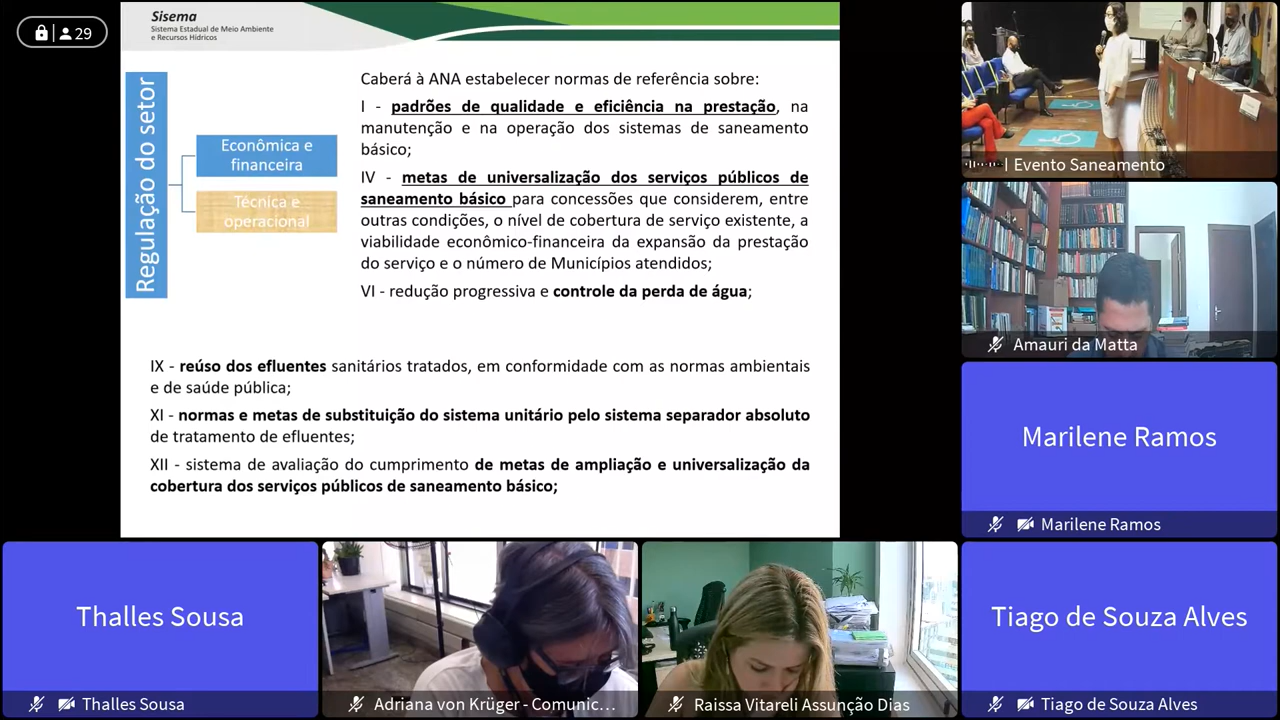 29
Sisema
Sistema Estadual de Meio Ambiente
e Recursos Hídricos
Regulação do setor
Econômica e
financeira
Técnica e
operacional
Caberá à ANA estabelecer normas de referência sobre:
I - padrões de qualidade e eficiência na prestação, na
manutenção e na operação dos sistemas de saneamento
básico;
IV - metas de universalização dos serviços públicos de
saneamento básico para concessões que considerem, entre
outras condições, o nível de cobertura de serviço existente, a
viabilidade econômico-financeira da expansão da prestação
do serviço e o número de Municípios atendidos;
VI - redução progressiva e controle da perda de água;
IX - reúso dos efluentes sanitários tratados, em conformidade com as normas ambientais
e de saúde pública;
XI - normas e metas de substituição do sistema unitário pelo sistema separador absoluto
de tratamento de efluentes;
XII - sistema de avaliação do cumprimento de metas de ampliação e universalização da
cobertura dos serviços públicos de saneamento básico;
Evento Saneamento
Amauri da Matta
Marilene Ramos
Marilene Ramos
Thalles Sousa
Thalles Sousa
Adriana von Krüger - Comunic...
Raissa Vitareli Assunção Dias
Tiago de Souza Alves
Tiago de Souza Alves